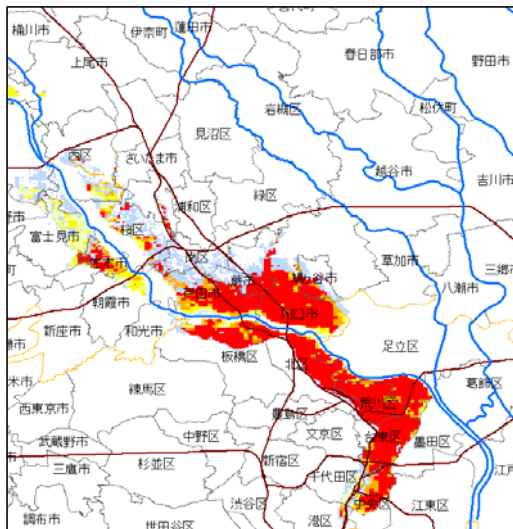 桶川市
伊奈町
蓮田市
上尾市
春日部市
野田市
岩槻区
松伏町
見沼区
西区
さいたま市
越谷市
吉川市
緑区
浦和区
桜区
富士見市
南区
草加市
三郷市
蕨市
戸田市
川口市
八潮市
朝霞市
新座市
和光市
足立区
板橋区
北区
葛飾区
練馬区
西東京市
荒川区
豊島区
文京区
台東区
墨田区
武蔵野市
中野区
三鷹市
杉並区
新宿区
千代田区
渋谷区
中央区
江東区
調布市
世田谷区
港区